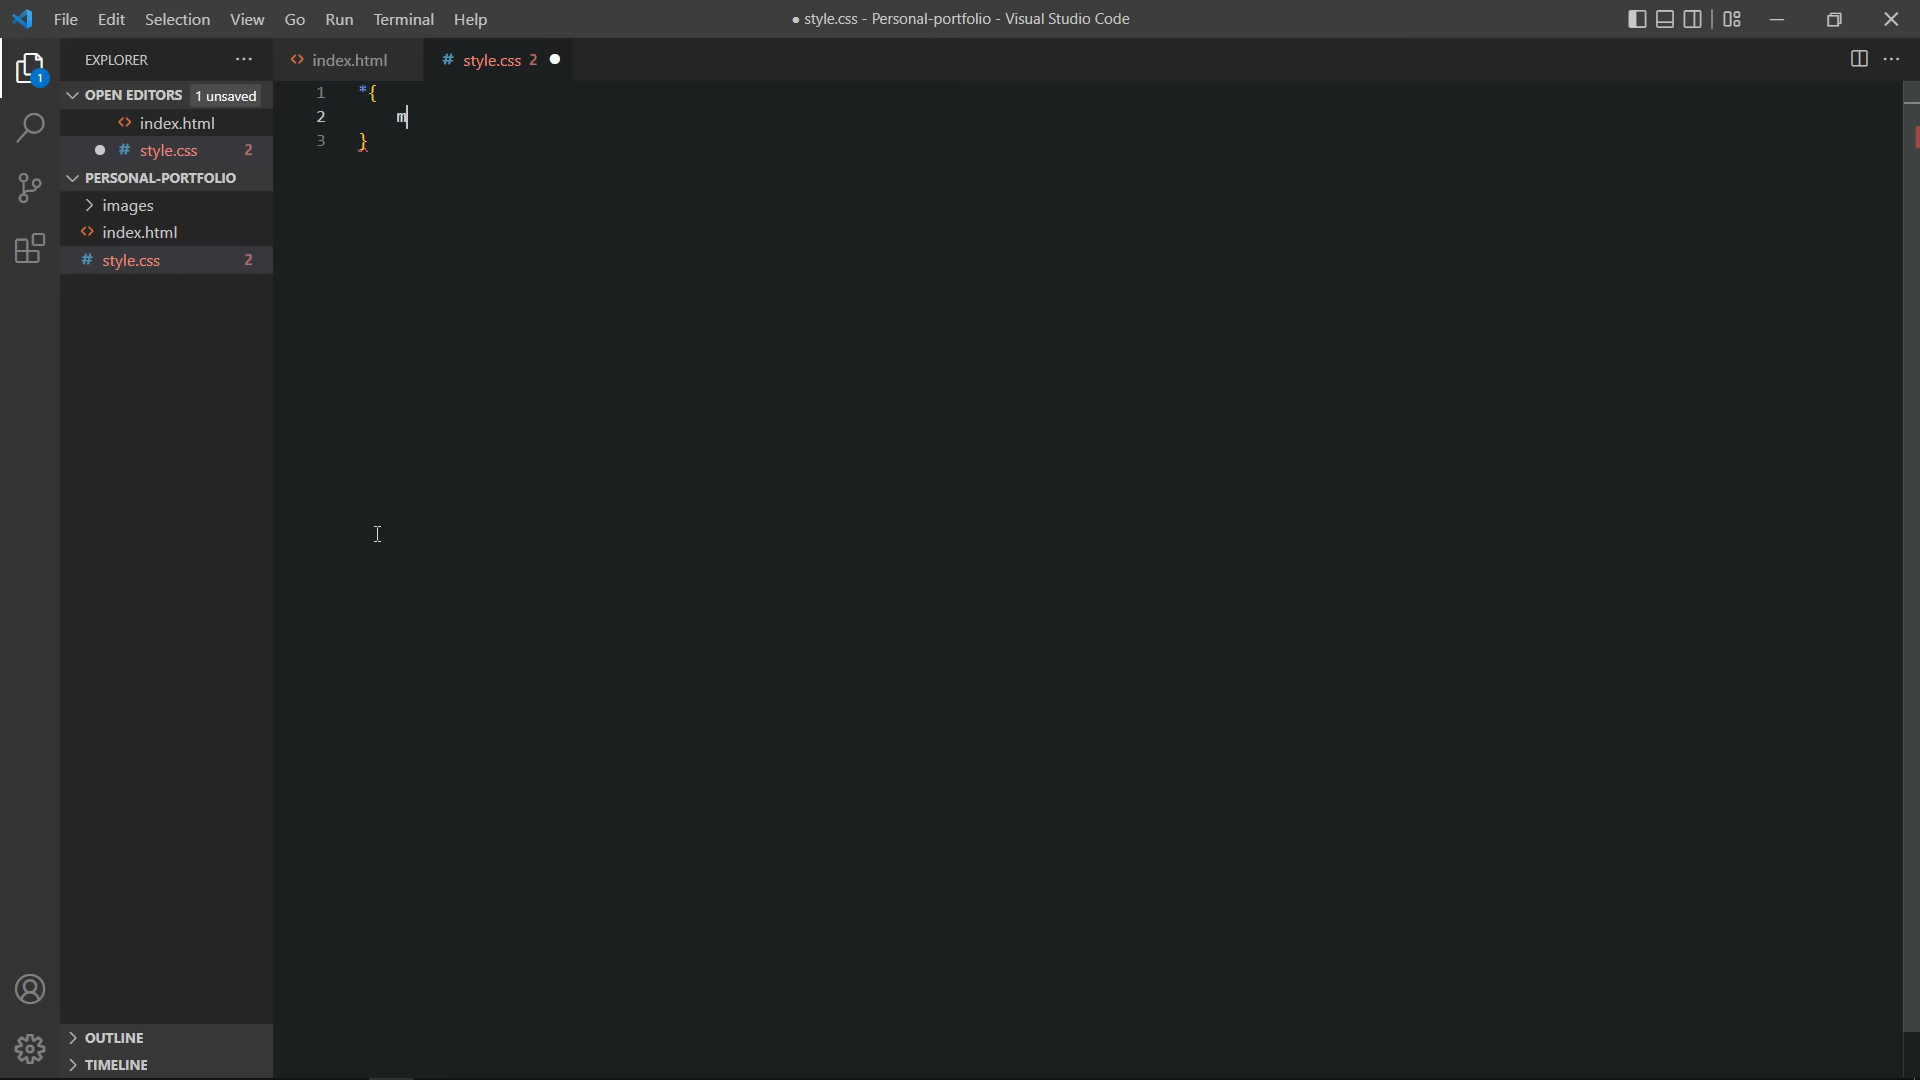 File Edit Selection View Go Run Terminal Help
● style.css - Personal-portfolio - Visual Studio Code
1
EXPLORER ...
OPEN EDITORS 1 unsaved
<> index.html
● # style.css 2
PERSONAL-PORTFOLIO
> images
<> index.html
# style.css 2
OUTLINE
TIMELINE
<> index.html # style.css 2 ●
1 *{
2 m
3 }